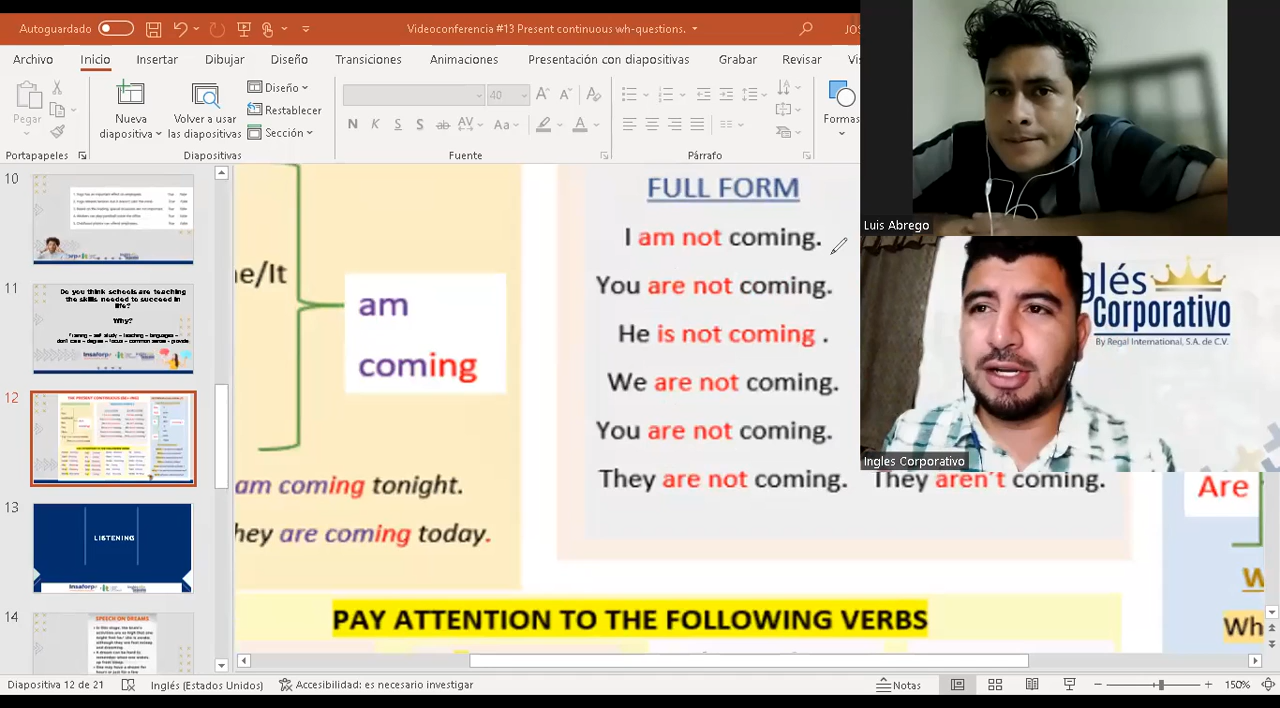 Autoguardado
Videoconferencia #13 Present continuous wh-questions.
Archivo
Inicio
Insertar
Dibujar
Diseño
Transiciones
Animaciones
Presentación con diapositivas
Grabar
Revisar
Pegar
Nueva
diapositiva
Volver a usar
las diapositivas
Diseño
Restablecer
Sección
40
N K S S ab AV Aa A
Formas
Portapapeles
Diapositivas
Fuente
Párrafo
10
11
Do you think schools are teaching
the skills needed to succeed in
life?
Why?
12
13
LISTENING
14
SPEECH ON DREAMS
he/It
am
coming
am coming tonight.
hey are coming today.
FULL FORM
I am not coming.
You are not coming.
He is not coming .
We are not coming.
You are not coming.
They are not coming.
They aren't coming.
Are
W
Wh
PAY ATTENTION TO THE FOLLOWING VERBS
Luis Abrego
glés
Corporativo
By Regal International, S.A. de C.V.
Ingles Corporativo
Diapositiva 12 de 21
Inglés (Estados Unidos)
Accesibilidad: es necesario investigar
Notas
150%